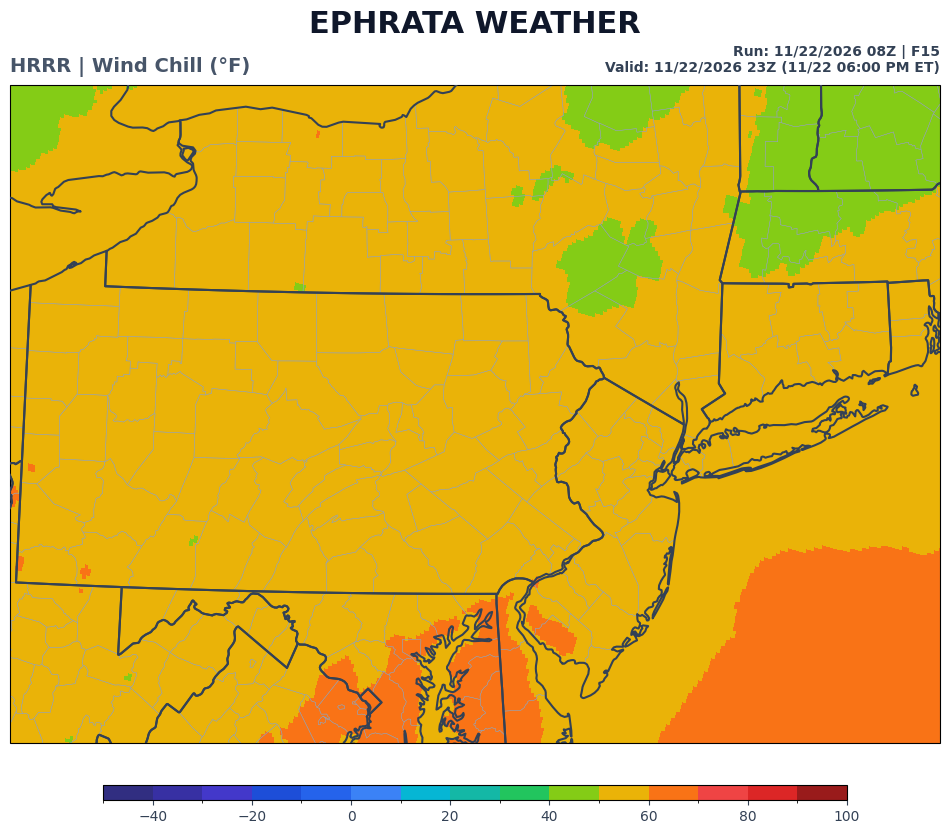 EPHRATA WEATHER
HRRR | Wind Chill (°F)
Run: 11/22/2026 08Z | F15
Valid: 11/22/2026 23Z (11/22 06:00 PM ET)
−40 −20 0 20 40 60 80 100